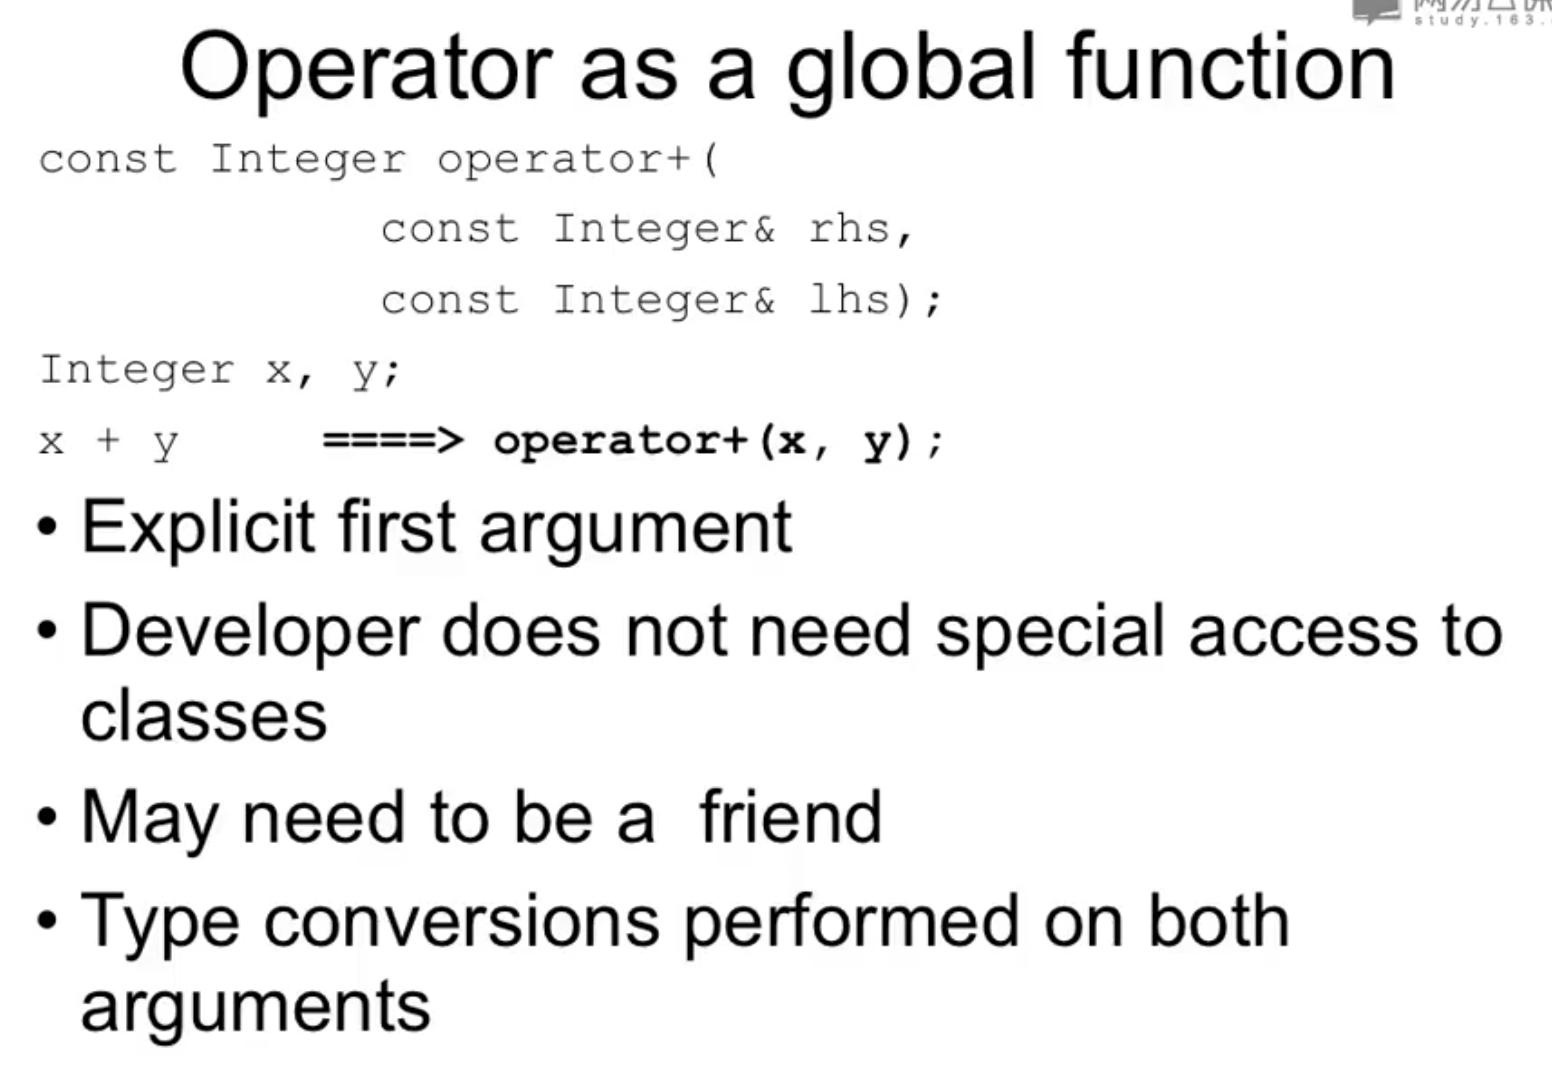 study.163.
Operator as a global function
const Integer operator+(
const Integer& rhs,
const Integer& lhs);
Integer x, y;
x + y ====> operator+(x, y);
• Explicit first argument
• Developer does not need special access to
classes
• May need to be a friend
• Type conversions performed on both
arguments